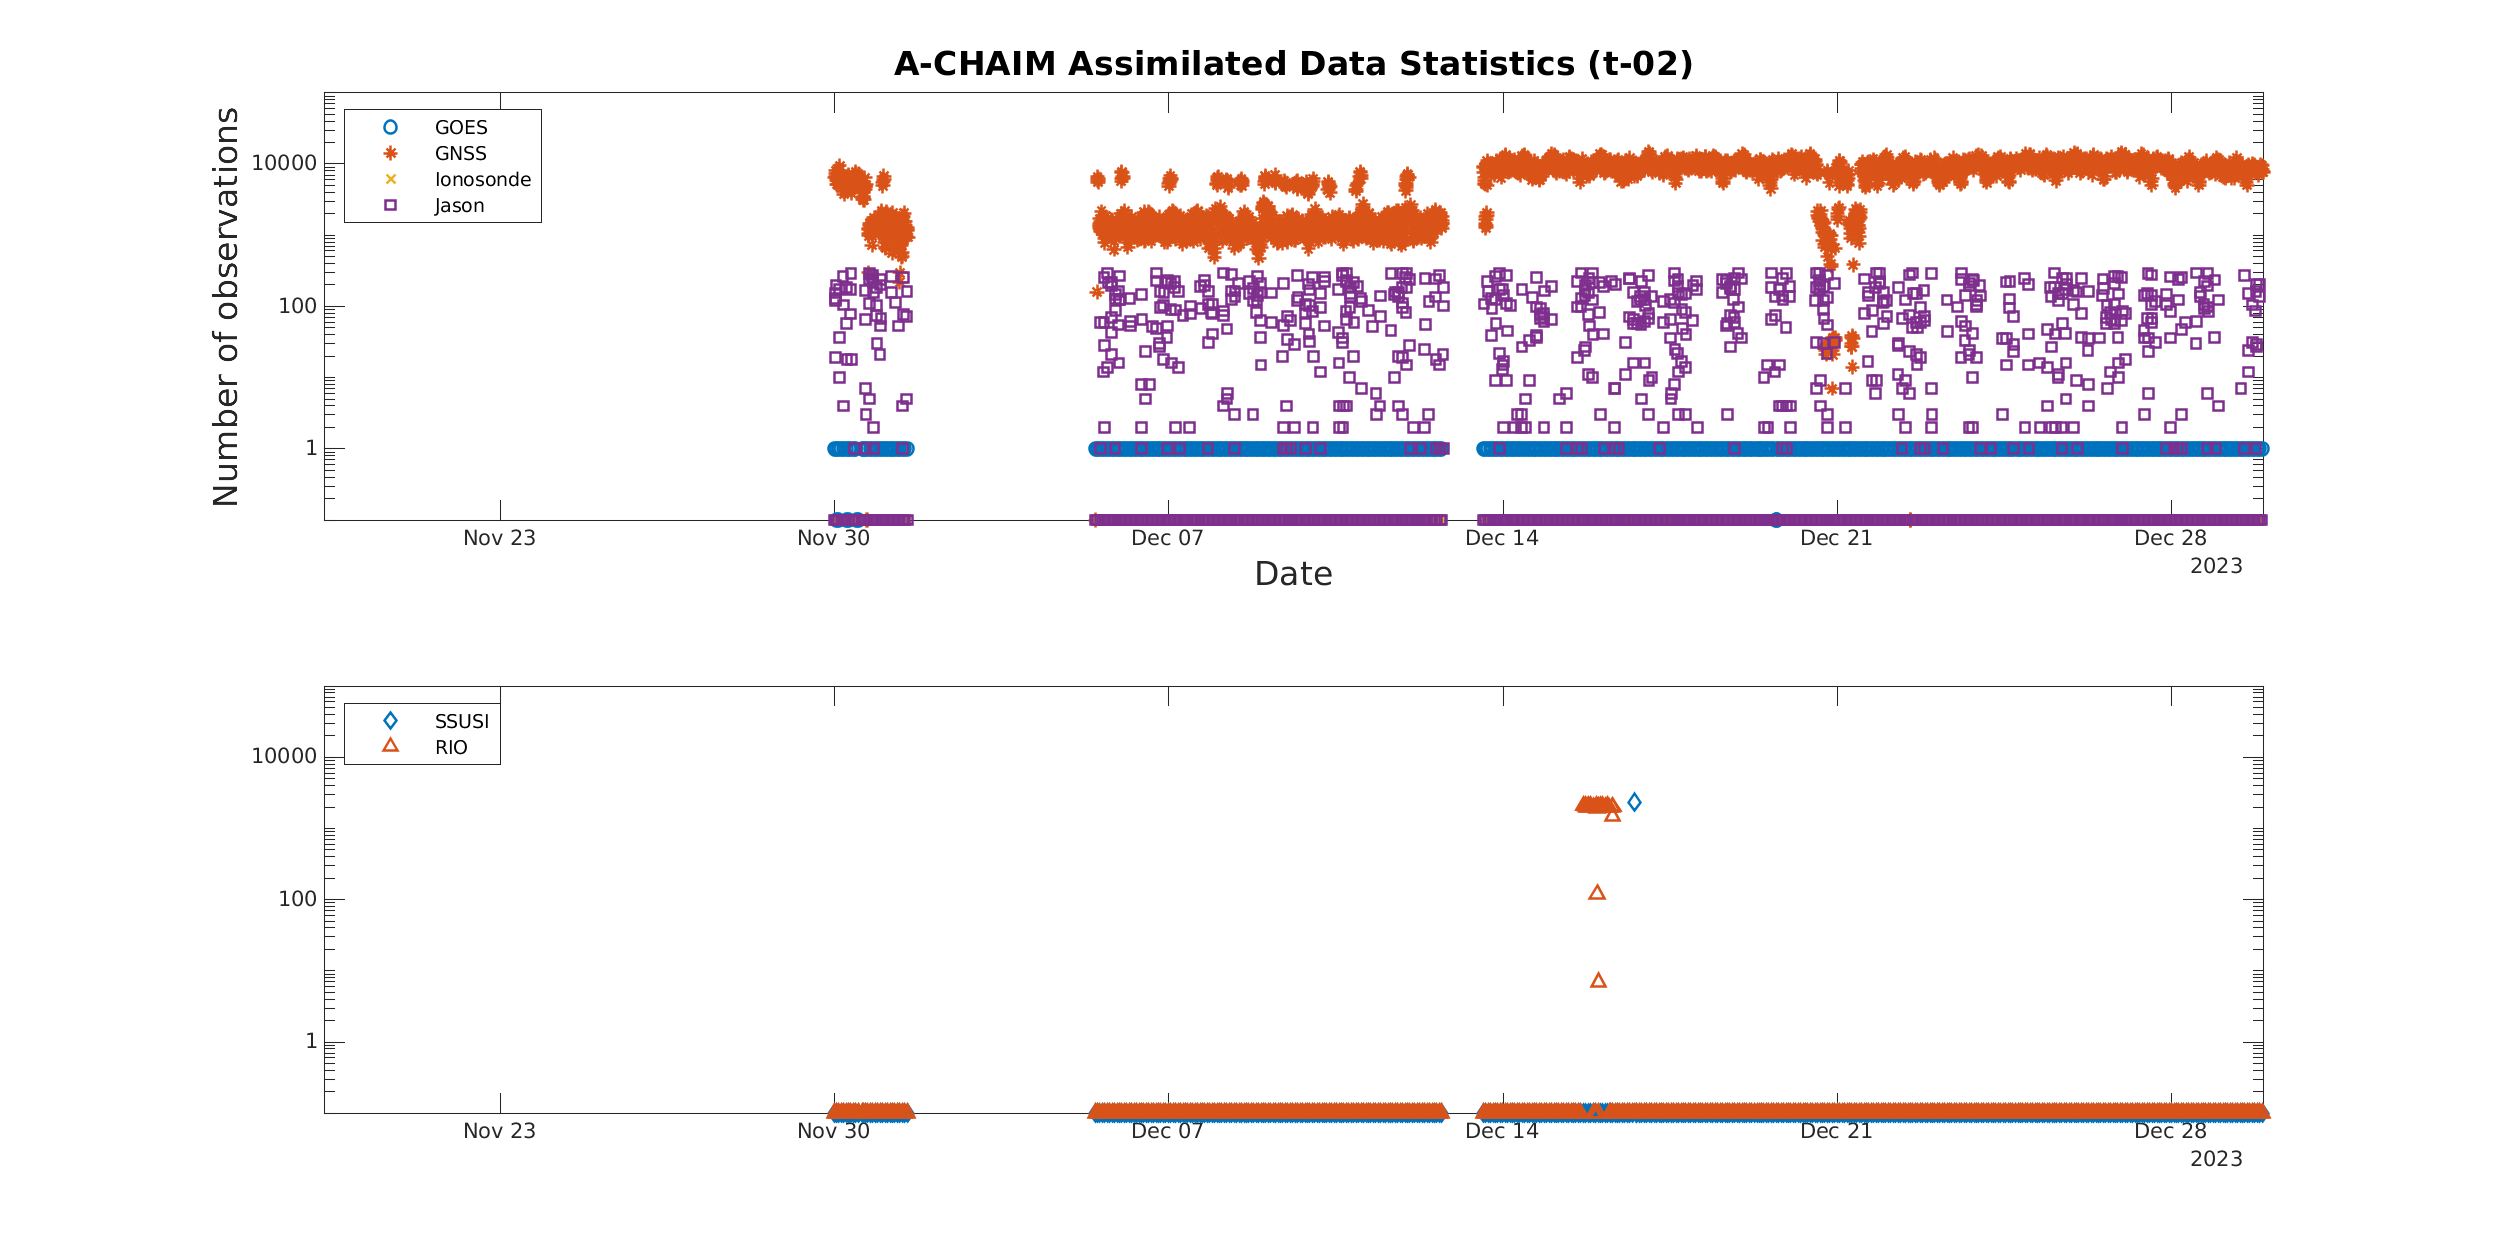 A-CHAIM Assimilated Data Statistics (t-02)
Number of observations
10000
100
1
GOES
GNSS
Ionosonde
Jason
Nov 23
Nov 30
Dec 07
Dec 14
Dec 21
Dec 28
2023
Date
10000
100
1
SSUSI
RIO
Nov 23
Nov 30
Dec 07
Dec 14
Dec 21
Dec 28
2023